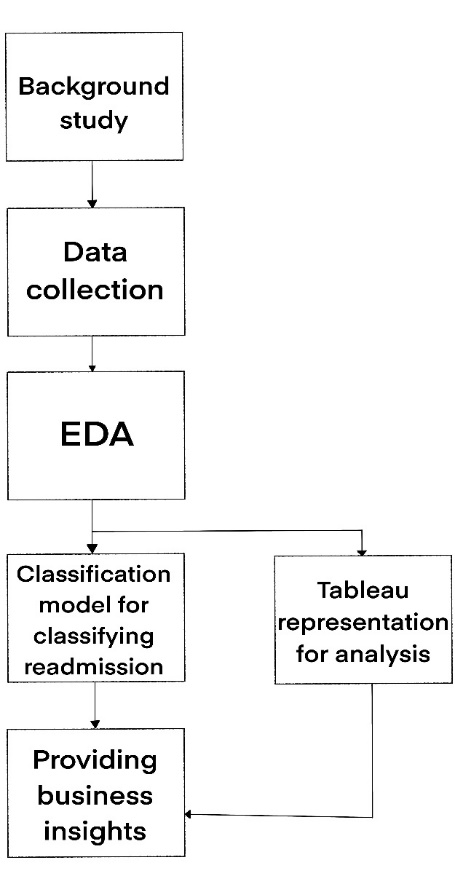 Background
study
Data
collection
EDA
Classification
model for
classifying
readmission
Tableau
representation
for analysis
Providing
business
insights